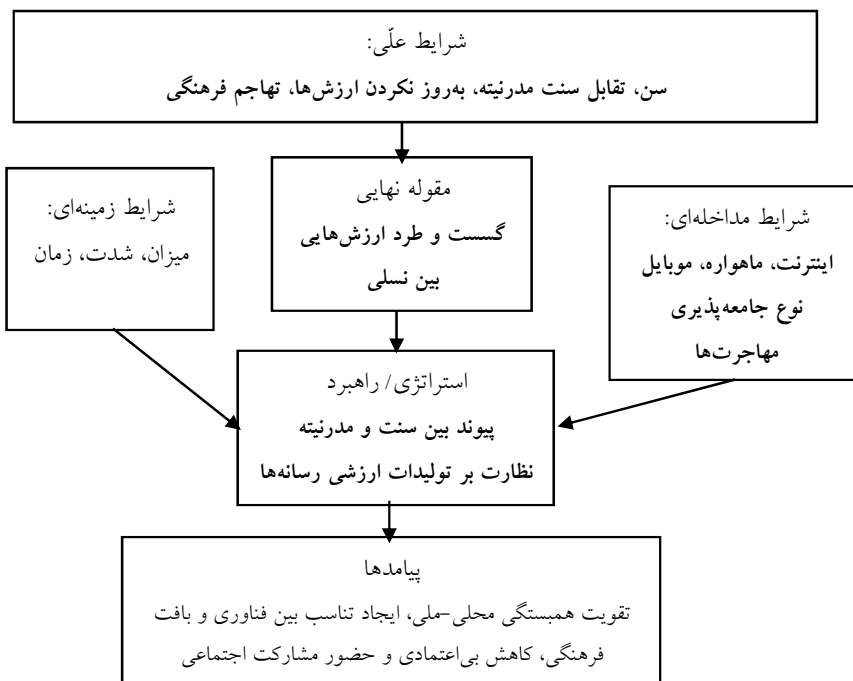 شرایط علّی:
سن، تقابل سنت مدرنیته، به‌روز نکردن ارزش‌ها، تهاجم فرهنگی
مقوله نهایی
گسست و طرد ارزش‌هایی
بین نسلی
شرایط زمینه‌ای:
میزان، شدت، زمان
شرایط مداخله‌ای:
اینترنت، ماهواره، موبایل
نوع جامعه‌پذیری
مهاجرت‌ها
استراتژی/ راهبرد
پیوند بین سنت و مدرنیته
نظارت بر تولیدات ارزشی رسانه‌ها
پیامدها
تقویت همبستگی محلی-ملی، ایجاد تناسب بین فناوری و بافت
فرهنگی، کاهش بی‌اعتمادی و حضور مشارکت اجتماعی